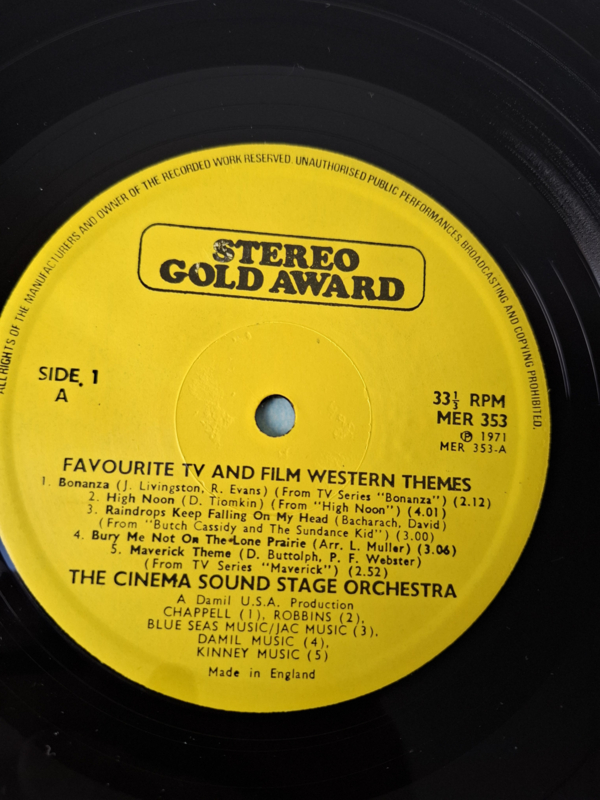 ALL RIGHTS OF THE MANUFACTURERS AND OWNER OF THE RECORDED WORK RESERVED. UNAUTHORISED PUBLIC PERFORMANCES, BROADCASTING AND COPYING PROHIBITED.
STEREO
GOLD AWARD
SIDE. 1
A
33⅓ RPM
MER 353
℗ 1971
MER 353-A
FAVOURITE TV AND FILM WESTERN THEMES
1. Bonanza (J. Livingston, R. Evans) (From TV Series "Bonanza") (2.12)
2. High Noon (D. Tiomkin) (From "High Noon") (4.01)
3. Raindrops Keep Falling On My Head (Bacharach, David)
(From "Butch Cassidy and The Sundance Kid") (3.00)
4. Bury Me Not On The Lone Prairie (Arr. L. Muller) (3.06)
5. Maverick Theme (D. Buttolph, P. F. Webster)
(From TV Series "Maverick") (2.52)
THE CINEMA SOUND STAGE ORCHESTRA
A Damil U.S.A. Production
CHAPPELL (1), ROBBINS (2),
BLUE SEAS MUSIC/JAC MUSIC (3),
DAMIL MUSIC (4),
KINNEY MUSIC (5)
Made in England